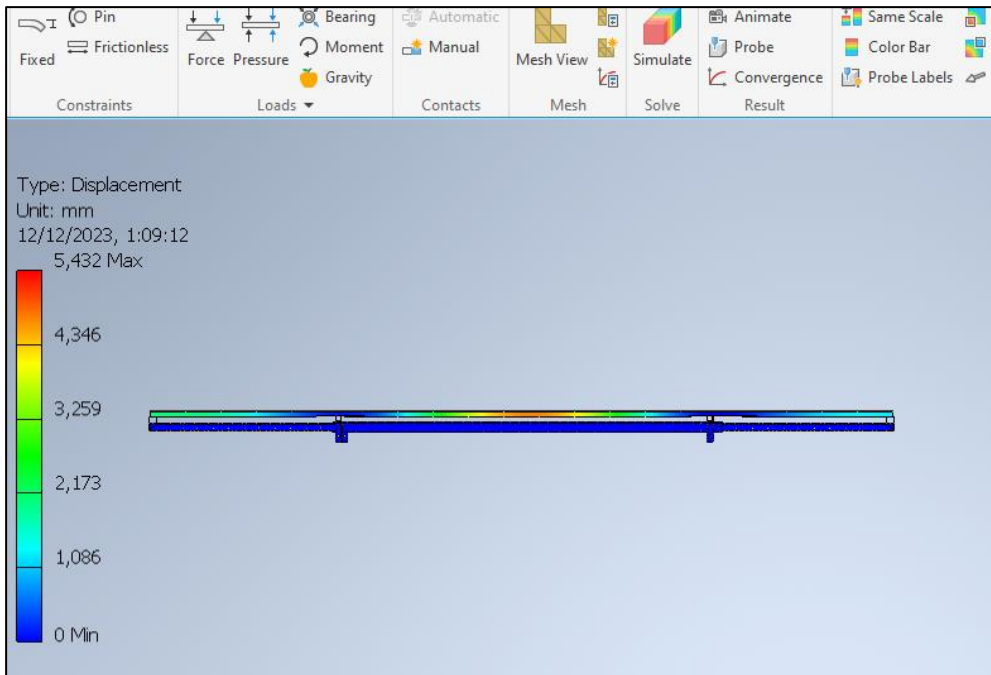 Fixed
Pin
Frictionless
Constraints
Force
Pressure
Bearing
Moment
Gravity
Loads
Automatic
Manual
Contacts
Mesh View
Mesh
Simulate
Solve
Animate
Probe
Convergence
Result
Same Scale
Color Bar
Probe Labels
Type: Displacement
Unit: mm
12/12/2023, 1:09:12
5,432 Max
4,346
3,259
2,173
1,086
0 Min